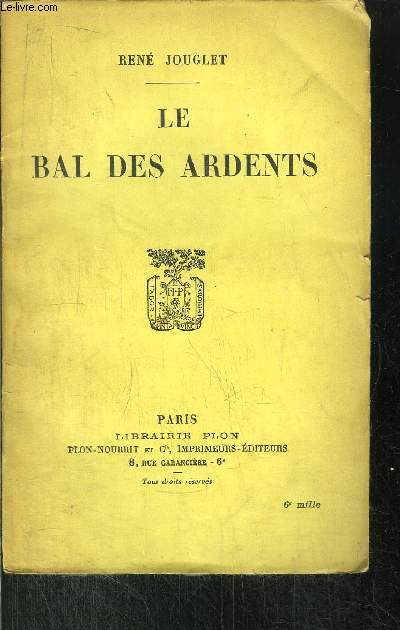 RENÉ JOUGLET
LE
BAL DES ARDENTS
H·P
PARIS
LIBRAIRIE PLON
PLON-NOURRIT ET Cie, IMPRIMEURS-ÉDITEURS
8, RUE GARANCIÈRE - 6e
Tous droits réservés
6e mille
le-livre.com